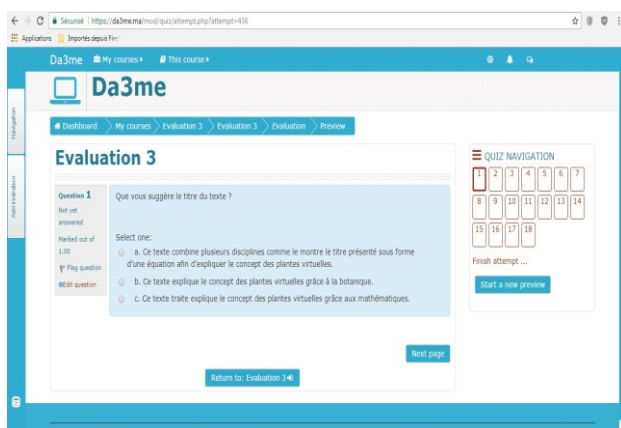 Sécurisé | https://da3me.ma/mod/quiz/attempt.php?attempt=436
Applications Importés depuis Fire
Da3me My courses This course
Da3me
Navigation
Administration
Dashboard My courses Evaluation 3 Evaluation 3 Evaluation Preview
Evaluation 3
Question 1
Not yet
answered
Marked out of
1.00
Flag question
Edit question
Que vous suggère le titre du texte ?
Select one:
a. Ce texte combine plusieurs disciplines comme le montre le titre présenté sous forme
d'une équation afin d'expliquer le concept des plantes virtuelles.
b. Ce texte explique le concept des plantes virtuelles grâce à la botanique.
c. Ce texte traite explique le concept des plantes virtuelles grâce aux mathématiques.
Next page
Return to: Evaluation 3
QUIZ NAVIGATION
1 2 3 4 5 6 7
8 9 10 11 12 13 14
15 16 17 18
Finish attempt ...
Start a new preview